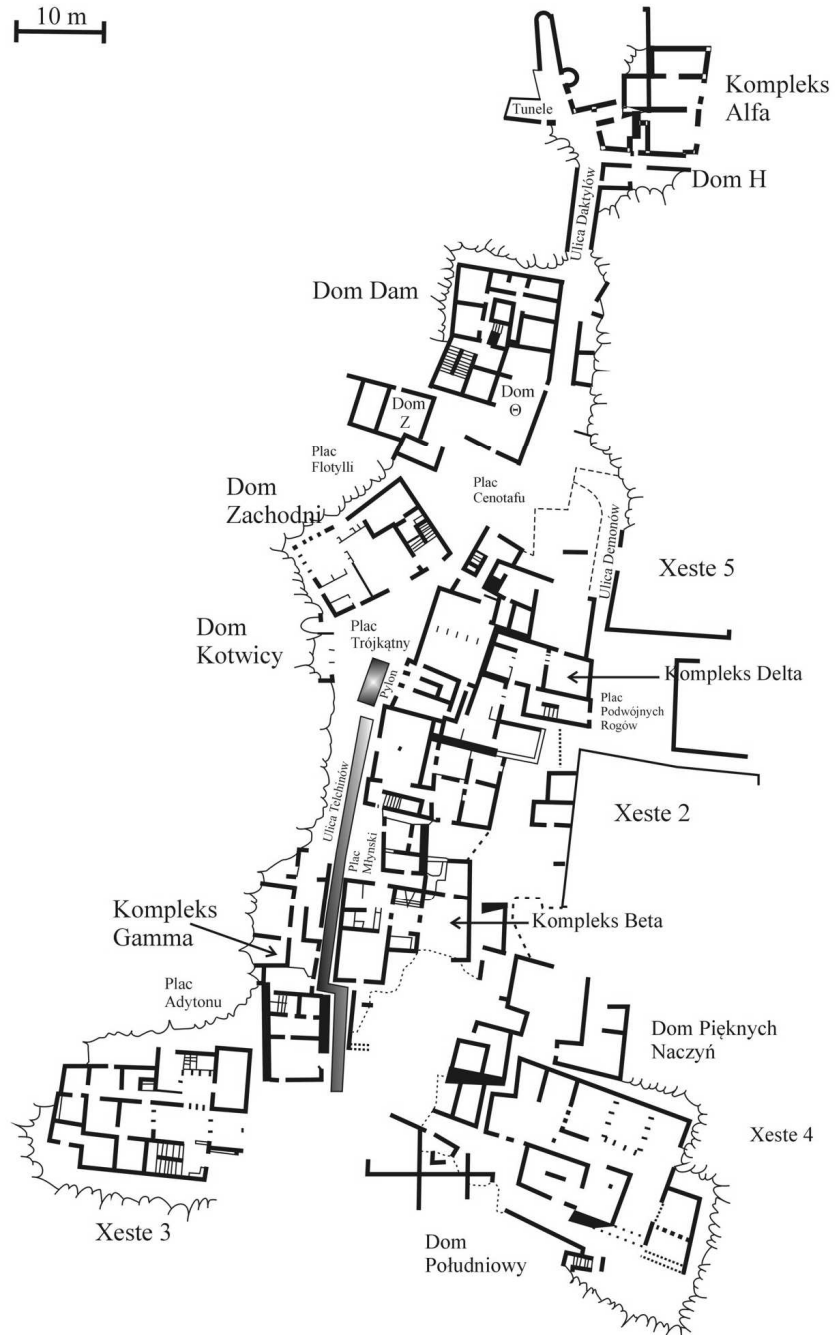 10 m
Kompleks
Alfa
Tunele
Dom H
Ulica Daktylów
Dom Dam
Dom
Θ
Dom
Z
Plac
Flotylli
Plac
Cenotafu
Dom
Zachodni
Ulica Demonów
Xeste 5
Dom
Kotwicy
Plac
Trójkątny
Pylon
Kompleks Delta
Plac
Podwójnych
Rogów
Ulica Telchinów
Xeste 2
Plac
Młynski
Kompleks
Gamma
Kompleks Beta
Plac
Adytonu
Dom Pięknych
Naczyń
Xeste 4
Xeste 3
Dom
Południowy